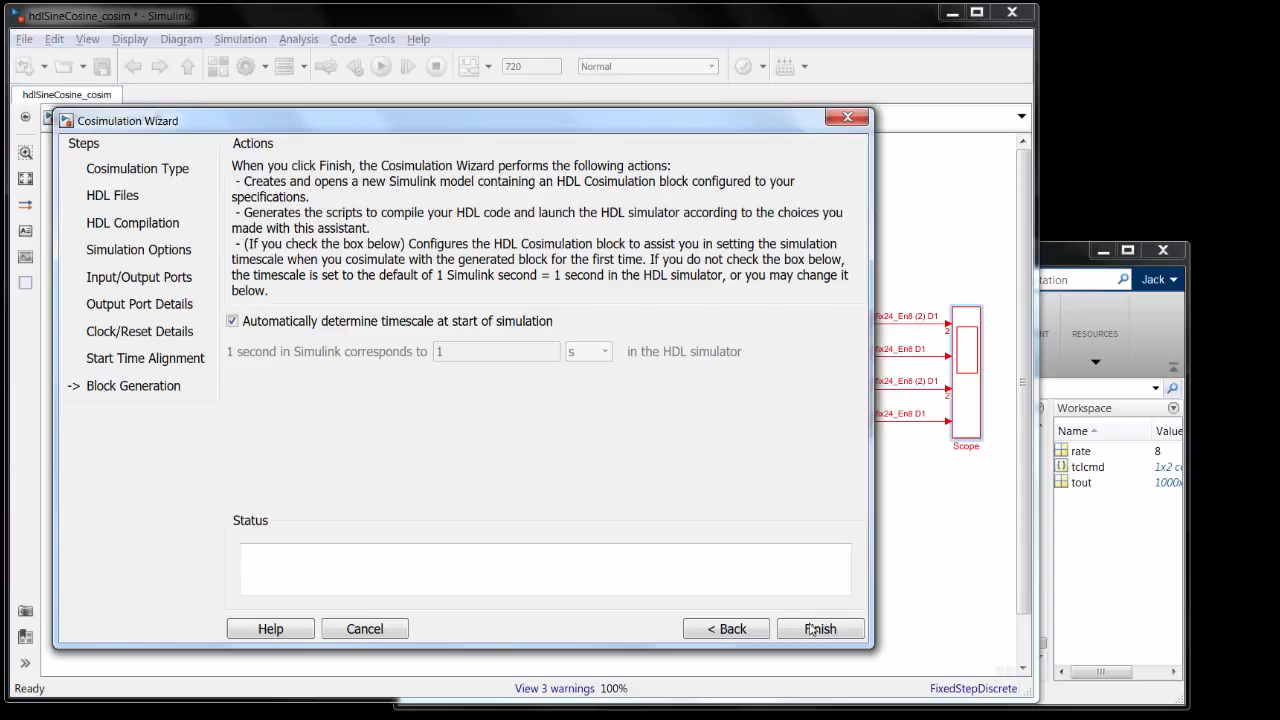 hdlSineCosine_cosim * - Simulink
File Edit View Display Diagram Simulation Analysis Code Tools Help
720
Normal
hdlSineCosine_cosim
Cosimulation Wizard
Steps
Cosimulation Type
HDL Files
HDL Compilation
Simulation Options
Input/Output Ports
Output Port Details
Clock/Reset Details
Start Time Alignment
-> Block Generation
Actions
When you click Finish, the Cosimulation Wizard performs the following actions:
- Creates and opens a new Simulink model containing an HDL Cosimulation block configured to your
specifications.
- Generates the scripts to compile your HDL code and launch the HDL simulator according to the choices you
made with this assistant.
- (If you check the box below) Configures the HDL Cosimulation block to assist you in setting the simulation
timescale when you cosimulate with the generated block for the first time. If you do not check the box below,
the timescale is set to the default of 1 Simulink second = 1 second in the HDL simulator, or you may change it
below.
Automatically determine timescale at start of simulation
1 second in Simulink corresponds to 1 s in the HDL simulator
Status
Help Cancel < Back Finish
fix24_En8 (2) D1
2
fix24_En8 D1
fix24_En8 (2) D1
2
fix24_En8 D1
Scope
tation
Jack
NT
RESOURCES
Workspace
Name Value
rate 8
tclcmd 1x2 c
tout 1000x
Ready
View 3 warnings 100%
FixedStepDiscrete